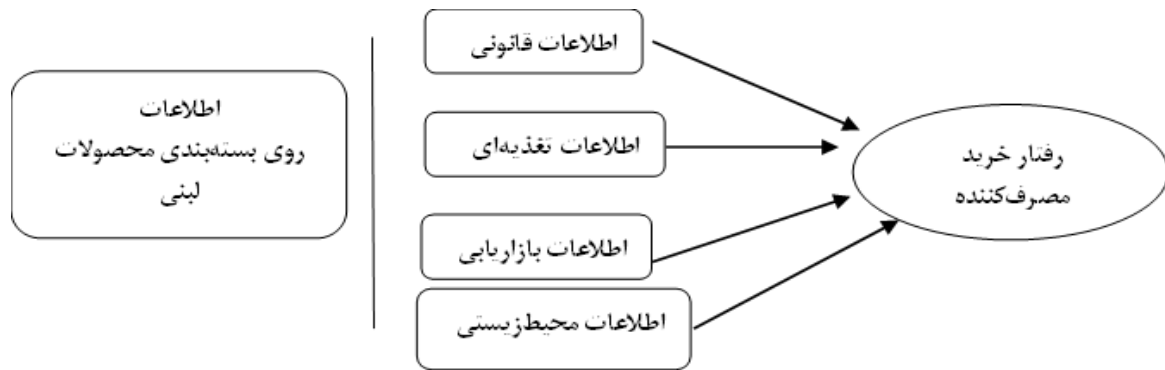 اطلاعات
روی بسته‌بندی محصولات
لبنی
اطلاعات قانونی
اطلاعات تغذیه‌ای
اطلاعات بازاریابی
اطلاعات محیط‌زیستی
رفتار خرید
مصرف‌کننده